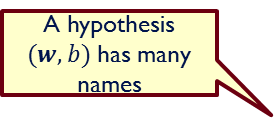 A hypothesis
(𝒘, 𝑏) has many
names